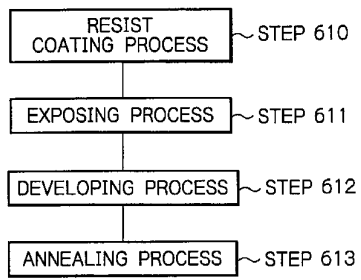 RESIST
COATING PROCESS
STEP 610
EXPOSING PROCESS
STEP 611
DEVELOPING PROCESS
STEP 612
ANNEALING PROCESS
STEP 613